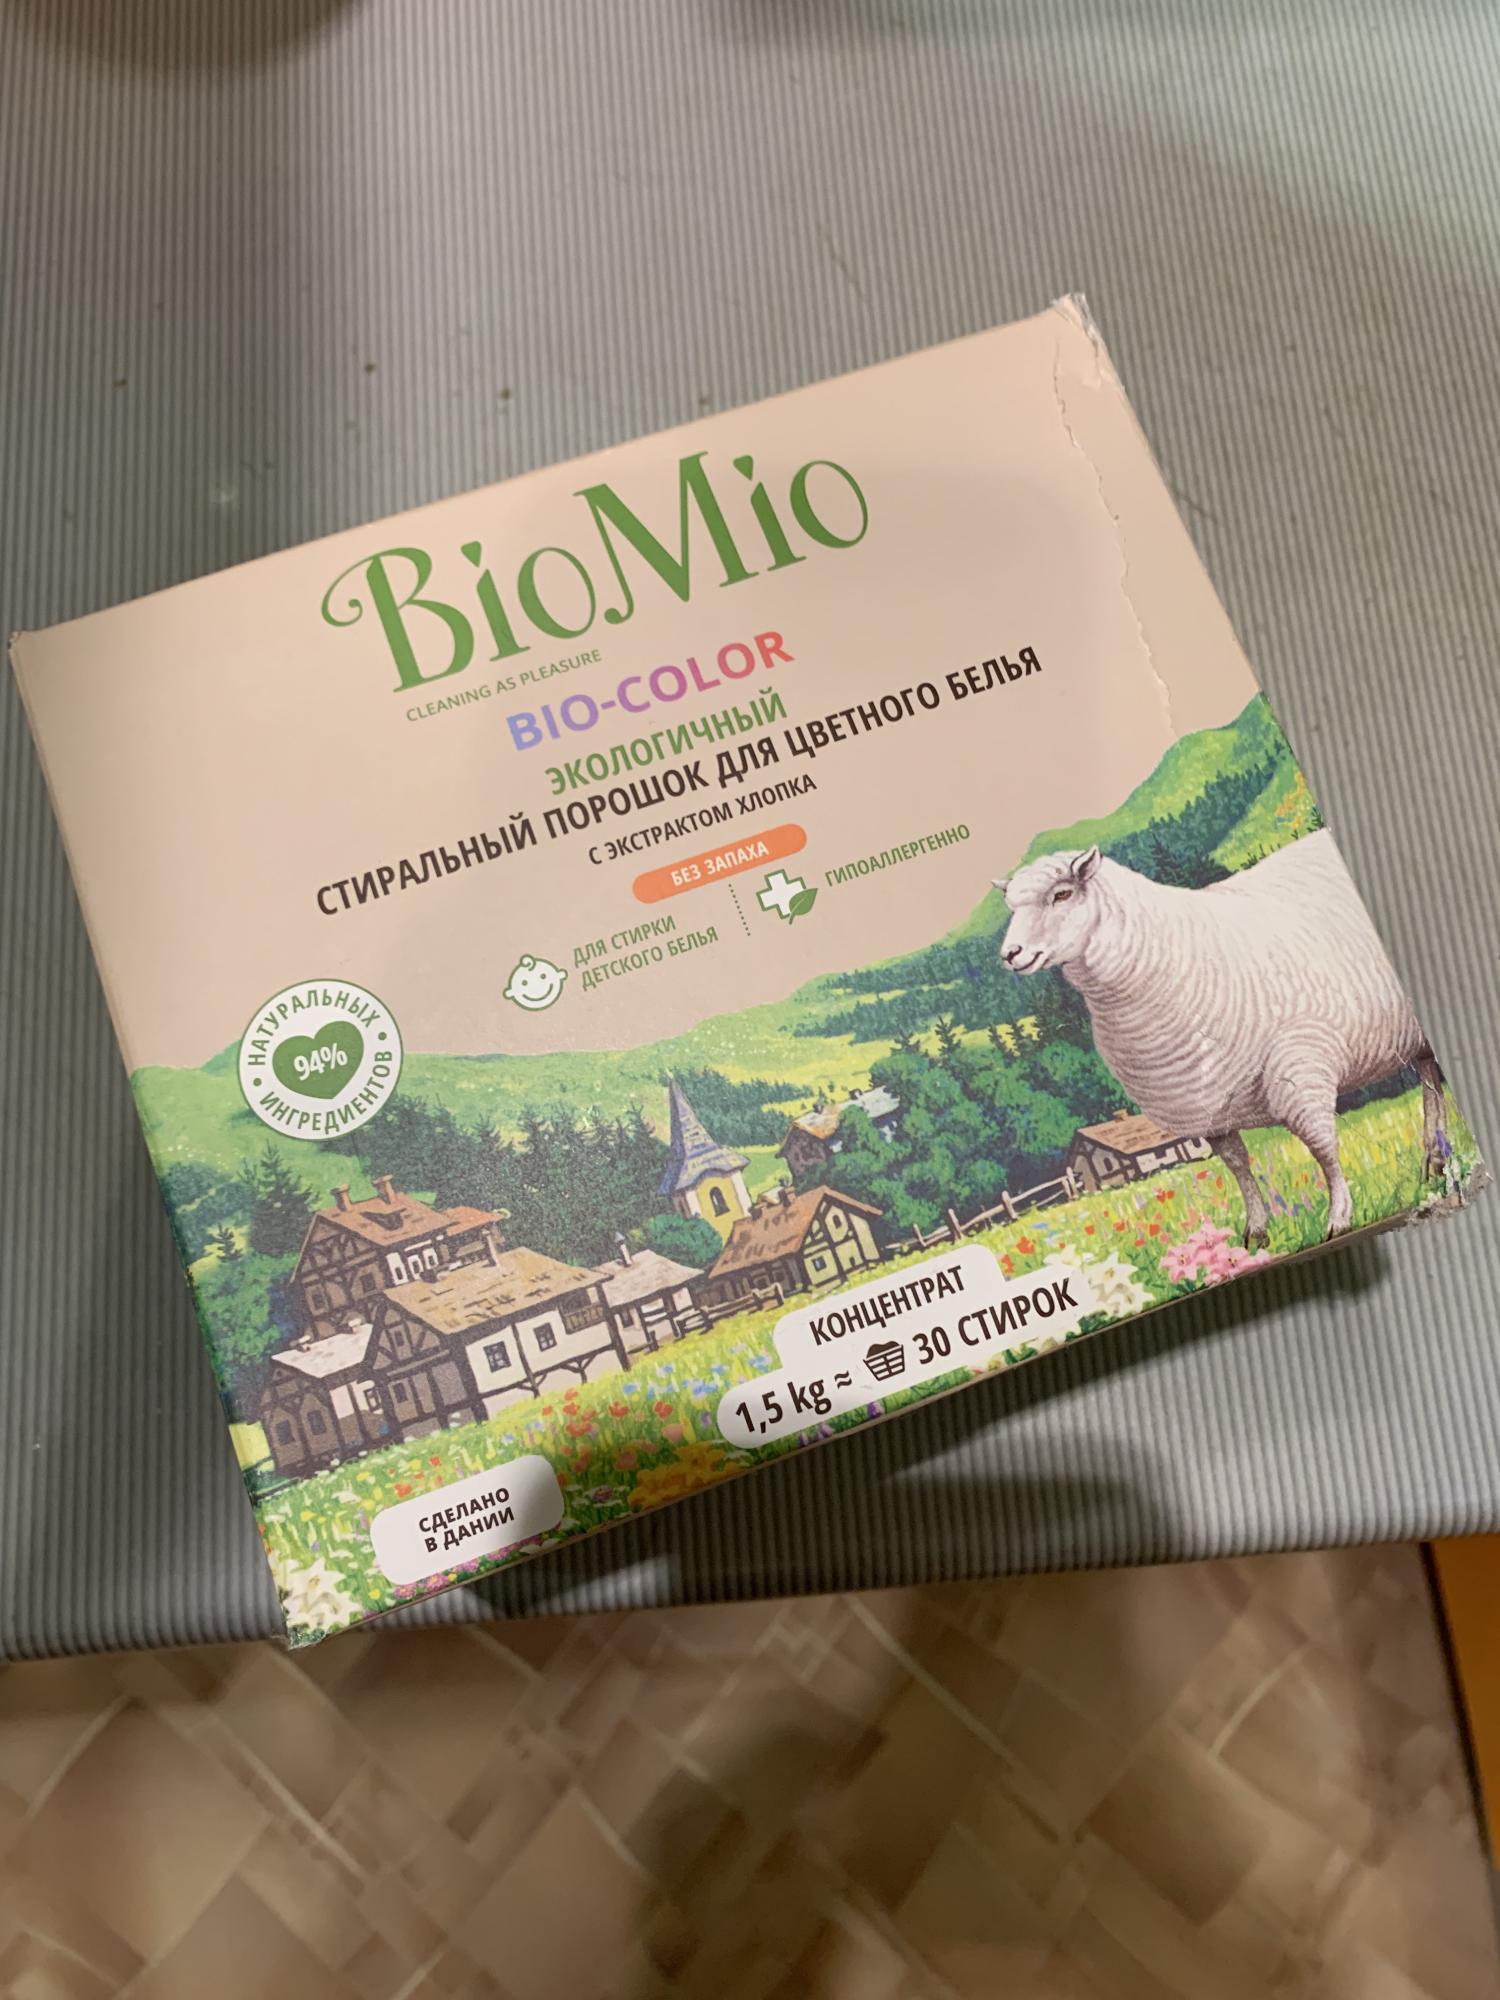 BioMio
CLEANING AS PLEASURE
BIO-COLOR
ЭКОЛОГИЧНЫЙ
СТИРАЛЬНЫЙ ПОРОШОК ДЛЯ ЦВЕТНОГО БЕЛЬЯ
С ЭКСТРАКТОМ ХЛОПКА
БЕЗ ЗАПАХА
ДЛЯ СТИРКИ
ДЕТСКОГО БЕЛЬЯ
ГИПОАЛЛЕРГЕННО
НАТУРАЛЬНЫХ
94%
ИНГРЕДИЕНТОВ
КОНЦЕНТРАТ
1,5 kg ≈ 30 СТИРОК
СДЕЛАНО
В ДАНИИ